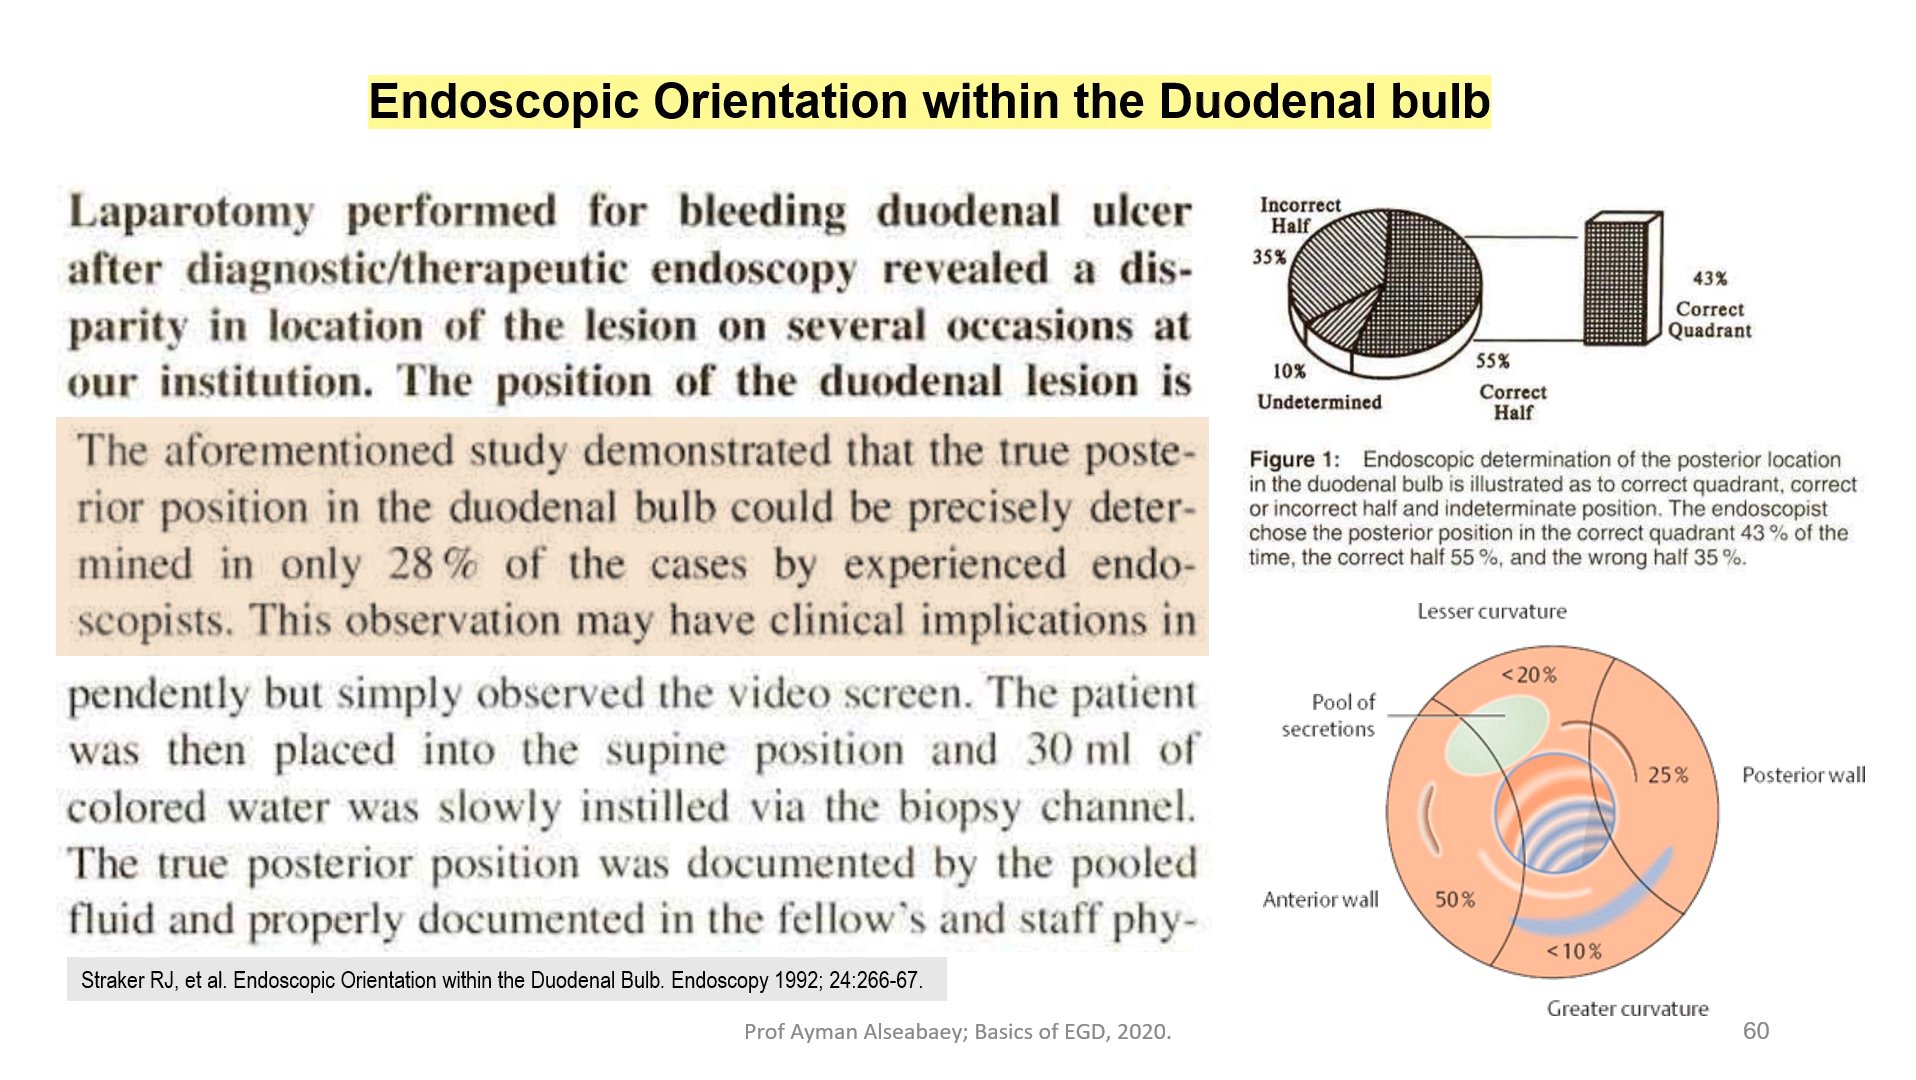 Endoscopic Orientation within the Duodenal bulb
Laparotomy performed for bleeding duodenal ulcer
after diagnostic/therapeutic endoscopy revealed a dis-
parity in location of the lesion on several occasions at
our institution. The position of the duodenal lesion is
The aforementioned study demonstrated that the true poste-
rior position in the duodenal bulb could be precisely deter-
mined in only 28 % of the cases by experienced endo-
scopists. This observation may have clinical implications in
pendently but simply observed the video screen. The patient
was then placed into the supine position and 30 ml of
colored water was slowly instilled via the biopsy channel.
The true posterior position was documented by the pooled
fluid and properly documented in the fellow's and staff phy-
Straker RJ, et al. Endoscopic Orientation within the Duodenal Bulb. Endoscopy 1992; 24:266-67.
Incorrect
Half
35%
10%
Undetermined
55%
Correct
Half
43%
Correct
Quadrant
Figure 1: Endoscopic determination of the posterior location
in the duodenal bulb is illustrated as to correct quadrant, correct
or incorrect half and indeterminate position. The endoscopist
chose the posterior position in the correct quadrant 43 % of the
time, the correct half 55 %, and the wrong half 35 %.
Lesser curvature
<20%
Pool of
secretions
25%
Posterior wall
Anterior wall
50%
<10%
Greater curvature
Prof Ayman Alseabaey; Basics of EGD, 2020.
60